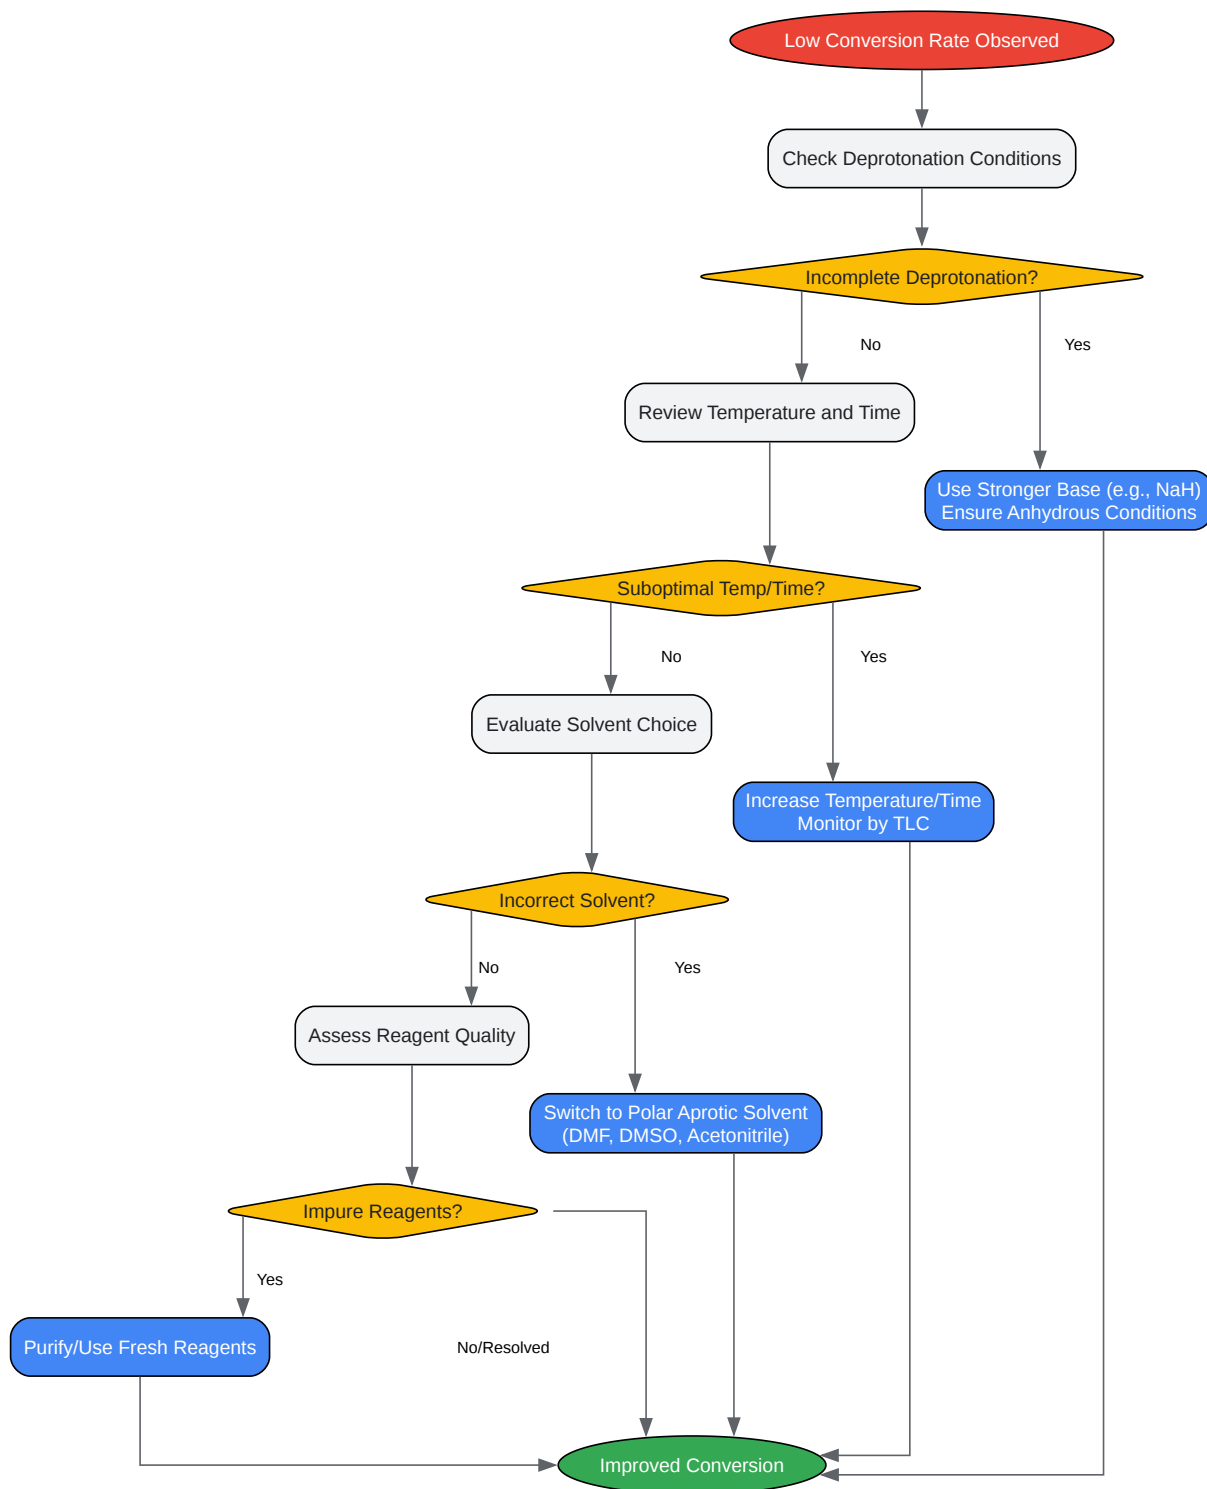 Low Conversion Rate Observed
Check Deprotonation Conditions
Incomplete Deprotonation?
No
Yes
Review Temperature and Time
Use Stronger Base (e.g., NaH)
Ensure Anhydrous Conditions
Suboptimal Temp/Time?
No
Yes
Evaluate Solvent Choice
Increase Temperature/Time
Monitor by TLC
Incorrect Solvent?
No
Yes
Assess Reagent Quality
Switch to Polar Aprotic Solvent
(DMF, DMSO, Acetonitrile)
Impure Reagents?
Yes
Purify/Use Fresh Reagents
No/Resolved
Improved Conversion